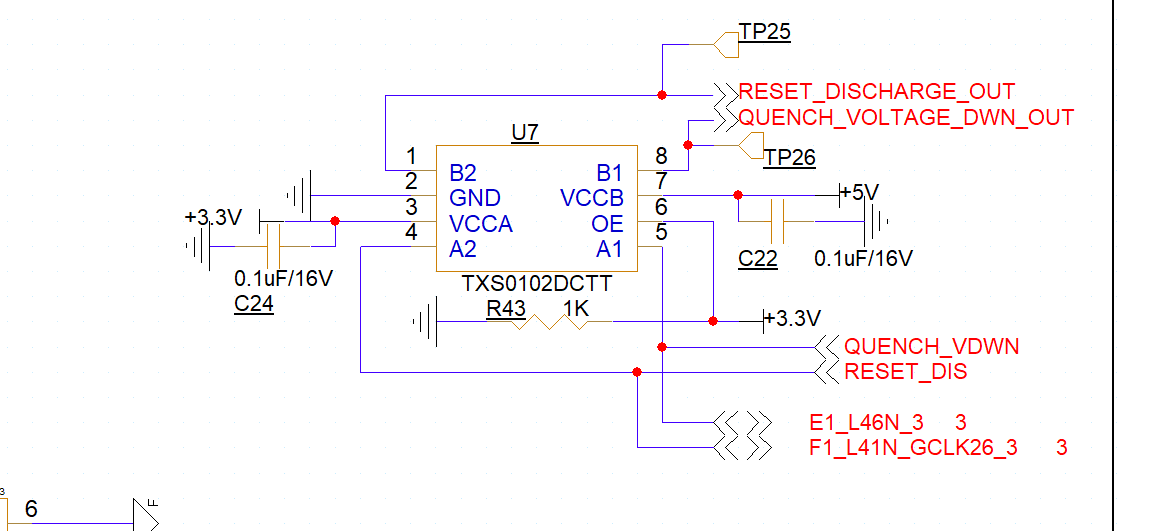 TP25
RESET_DISCHARGE_OUT
QUENCH_VOLTAGE_DWN_OUT
U7
TP26
1 B2 B1 8
2 GND VCCB 7
3 VCCA OE 6
4 A2 A1 5
+3.3V
+5V
0.1uF/16V
C24
C22
0.1uF/16V
TXS0102DCTT
R43 1K
+3.3V
QUENCH_VDWN
RESET_DIS
E1_L46N_3 3
F1_L41N_GCLK26_3 3
3
6
F